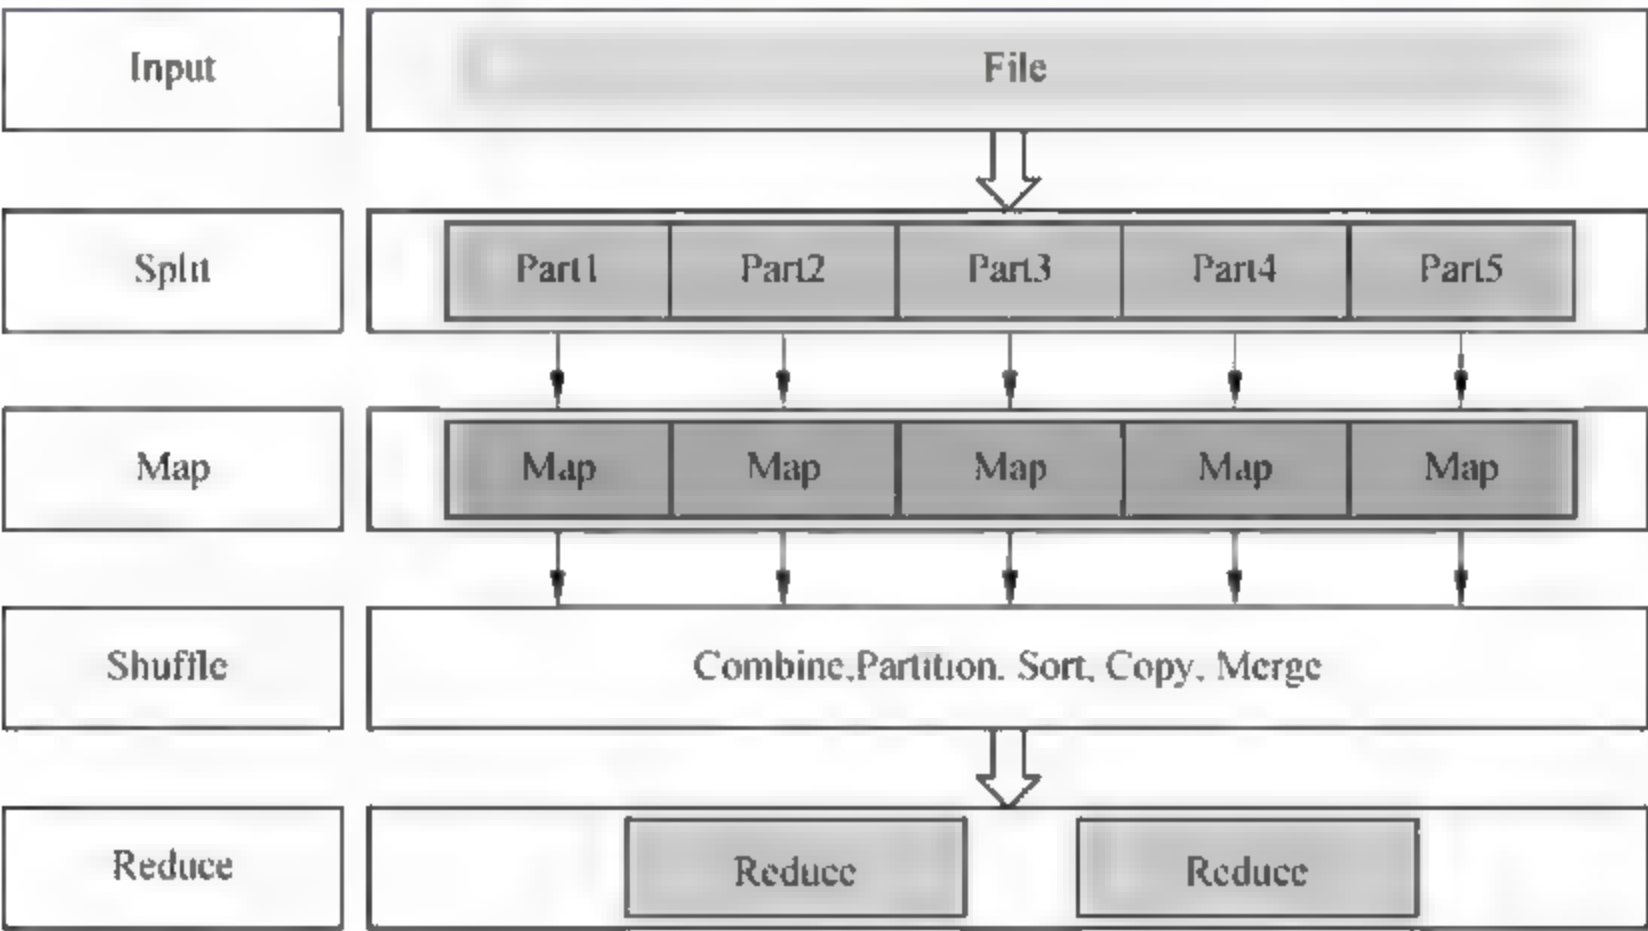 Input
File
Split
Part1 Part2 Part3 Part4 Part5
Map
Map Map Map Map Map
Shuffle
Combine,Partition, Sort, Copy, Merge
Reduce
Reduce Reduce